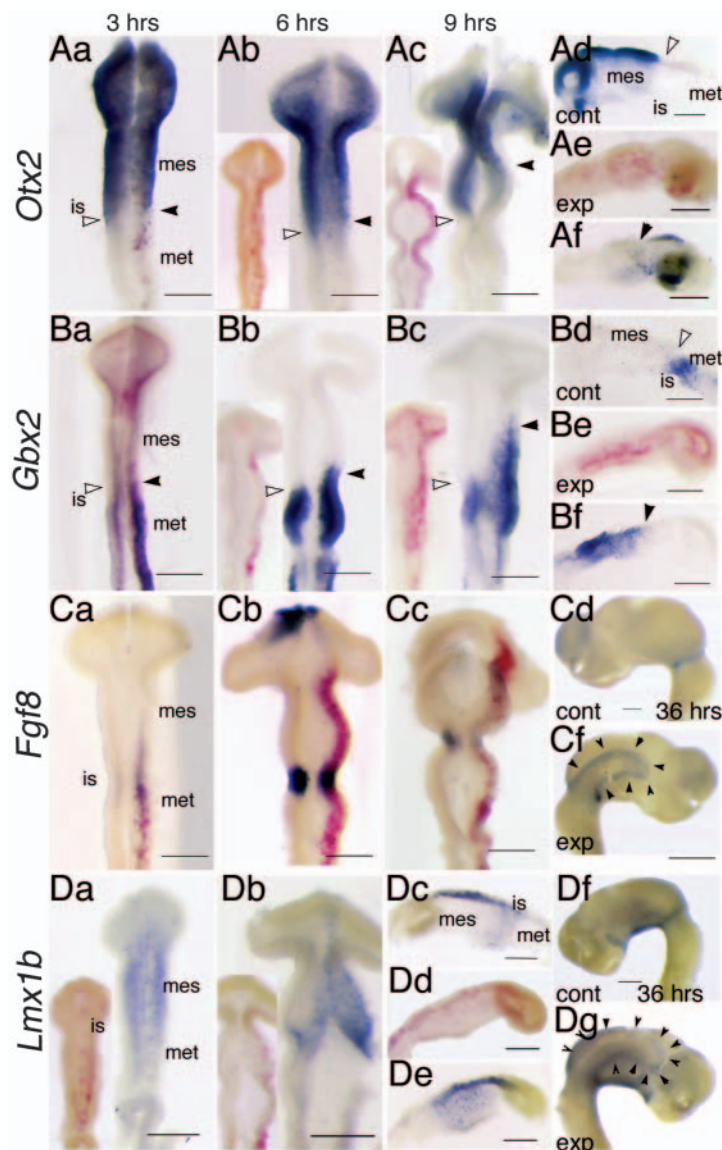 3 hrs 6 hrs 9 hrs
Aa Ab Ac Ad
mes
met
cont is
Otx2
mes
is
met
Ae
exp
Af
Ba Bb Bc Bd
mes
met
is
cont
Gbx2
mes
is
met
Be
exp
Bf
Ca Cb Cc Cd
Fgf8
mes
is
met
cont 36 hrs
Cf
exp
Da Db Dc Df
is
mes
met
Lmx1b
is
mes
met
Dd
cont 36 hrs
De
Dg
exp